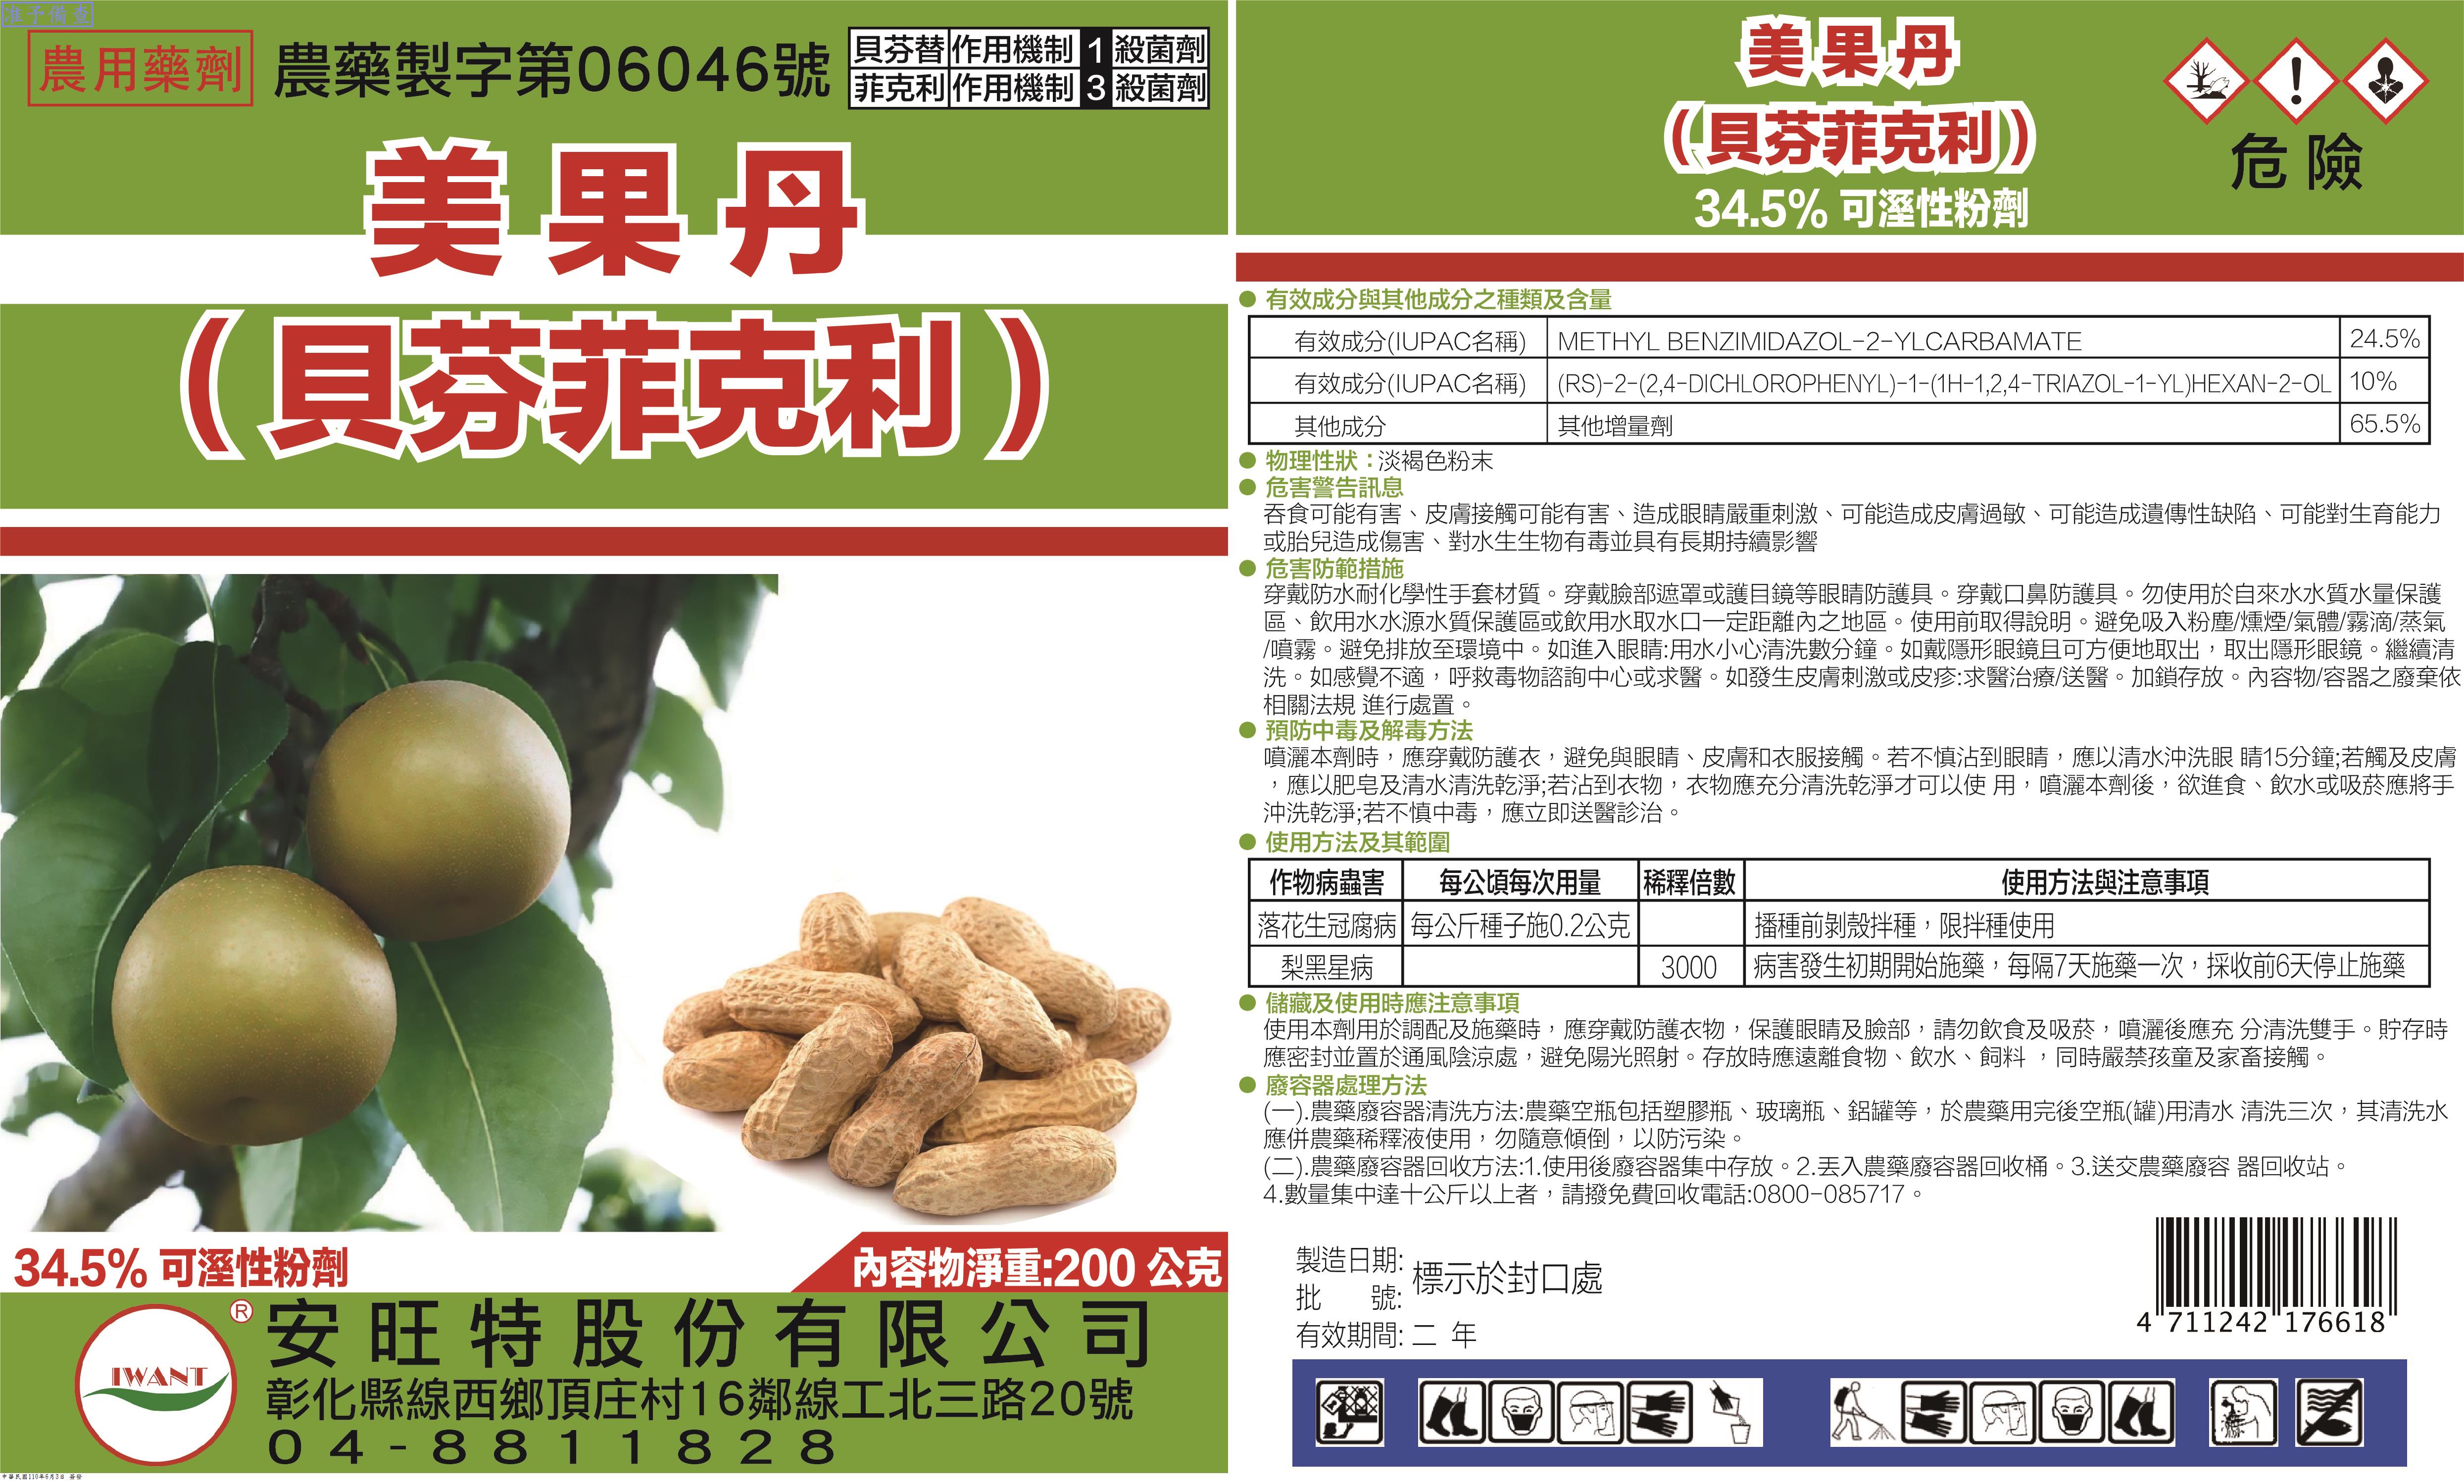 准予備查
農用藥劑
農藥製字第06046號
貝芬替 作用機制 1 殺菌劑
菲克利 作用機制 3 殺菌劑
美果丹
(貝芬菲克利)
34.5% 可溼性粉劑
內容物淨重:200 公克
IWANT
®
安旺特股份有限公司
彰化縣線西鄉頂庄村16鄰線工北三路20號
04-8811828
中華民國110年6月3日 簽發
美果丹
(貝芬菲克利)
34.5% 可溼性粉劑
危險
● 有效成分與其他成分之種類及含量
有效成分(IUPAC名稱) METHYL BENZIMIDAZOL-2-YLCARBAMATE 24.5%
有效成分(IUPAC名稱) (RS)-2-(2,4-DICHLOROPHENYL)-1-(1H-1,2,4-TRIAZOL-1-YL)HEXAN-2-OL 10%
其他成分 其他增量劑 65.5%
● 物理性狀：淡褐色粉末
● 危害警告訊息
吞食可能有害、皮膚接觸可能有害、造成眼睛嚴重刺激、可能造成皮膚過敏、可能造成遺傳性缺陷、可能對生育能力
或胎兒造成傷害、對水生生物有毒並具有長期持續影響
● 危害防範措施
穿戴防水耐化學性手套材質。穿戴臉部遮罩或護目鏡等眼睛防護具。穿戴口鼻防護具。勿使用於自來水水質水量保護
區、飲用水水源水質保護區或飲用水取水口一定距離內之地區。使用前取得說明。避免吸入粉塵/燻煙/氣體/霧滴/蒸氣
/噴霧。避免排放至環境中。如進入眼睛:用水小心清洗數分鐘。如戴隱形眼鏡且可方便地取出，取出隱形眼鏡。繼續清
洗。如感覺不適，呼救毒物諮詢中心或求醫。如發生皮膚刺激或皮疹:求醫治療/送醫。加鎖存放。內容物/容器之廢棄依
相關法規 進行處置。
● 預防中毒及解毒方法
噴灑本劑時，應穿戴防護衣，避免與眼睛、皮膚和衣服接觸。若不慎沾到眼睛，應以清水沖洗眼 睛15分鐘;若觸及皮膚
，應以肥皂及清水清洗乾淨;若沾到衣物，衣物應充分清洗乾淨才可以使 用，噴灑本劑後，欲進食、飲水或吸菸應將手
沖洗乾淨;若不慎中毒，應立即送醫診治。
● 使用方法及其範圍
作物病蟲害 每公頃每次用量 稀釋倍數 使用方法與注意事項
落花生冠腐病 每公斤種子施0.2公克 播種前剝殼拌種，限拌種使用
梨黑星病 3000 病害發生初期開始施藥，每隔7天施藥一次，採收前6天停止施藥
● 儲藏及使用時應注意事項
使用本劑用於調配及施藥時，應穿戴防護衣物，保護眼睛及臉部，請勿飲食及吸菸，噴灑後應充 分清洗雙手。貯存時
應密封並置於通風陰涼處，避免陽光照射。存放時應遠離食物、飲水、飼料 ，同時嚴禁孩童及家畜接觸。
● 廢容器處理方法
(一).農藥廢容器清洗方法:農藥空瓶包括塑膠瓶、玻璃瓶、鋁罐等，於農藥用完後空瓶(罐)用清水 清洗三次，其清洗水
應併農藥稀釋液使用，勿隨意傾倒，以防污染。
(二).農藥廢容器回收方法:1.使用後廢容器集中存放。2.丟入農藥廢容器回收桶。3.送交農藥廢容 器回收站。
4.數量集中達十公斤以上者，請撥免費回收電話:0800-085717。
製造日期:
批 號: 標示於封口處
有效期間: 二 年
4 711242 176618